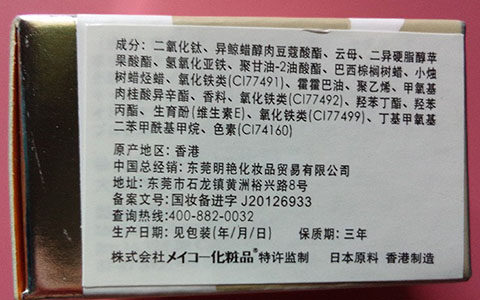 成分：二氧化钛、异鲸蜡醇肉豆蔻酸酯、云母、二异硬脂醇苹
果酸酯、氢氧化亚铁、聚甘油-2油酸酯、巴西棕榈树蜡、小烛
树蜡烃蜡、氧化铁类(CI77491)、霍霍巴油、聚乙烯、甲氧基
肉桂酸异辛酯、香料、氧化铁类(CI77492)、羟苯丁酯、羟苯
丙酯、生育酚(维生素E)、氧化铁类(CI77499)、丁基甲氧基
二苯甲酰基甲烷、色素(CI74160)
原产地区：香港
中国总经销：东莞明艳化妆品贸易有限公司
地址：东莞市石龙镇黄洲裕兴路8号
备案文号：国妆备进字 J20126933
查询热线：400-882-0032
生产日期：见包装(年/月/日) 保质期：三年
株式会社メイコー化粧品®特许监制 日本原料 香港制造